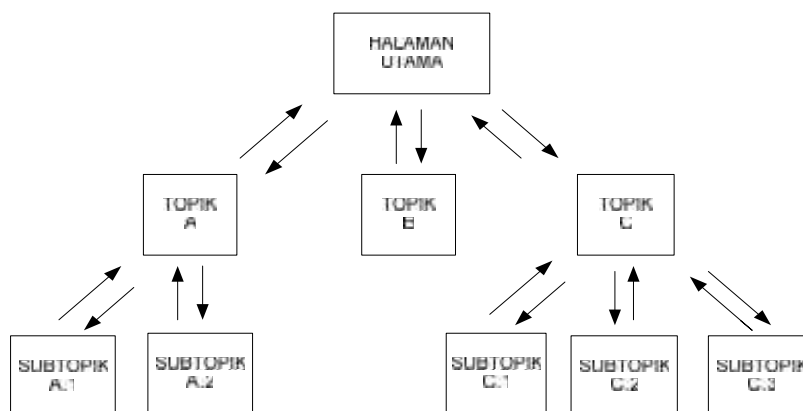 HALAMAN
UTAMA
TOPIK
A
TOPIK
B
TOPIK
C
SUBTOPIK
A.1
SUBTOPIK
A.2
SUBTOPIK
C.1
SUBTOPIK
C.2
SUBTOPIK
C.3